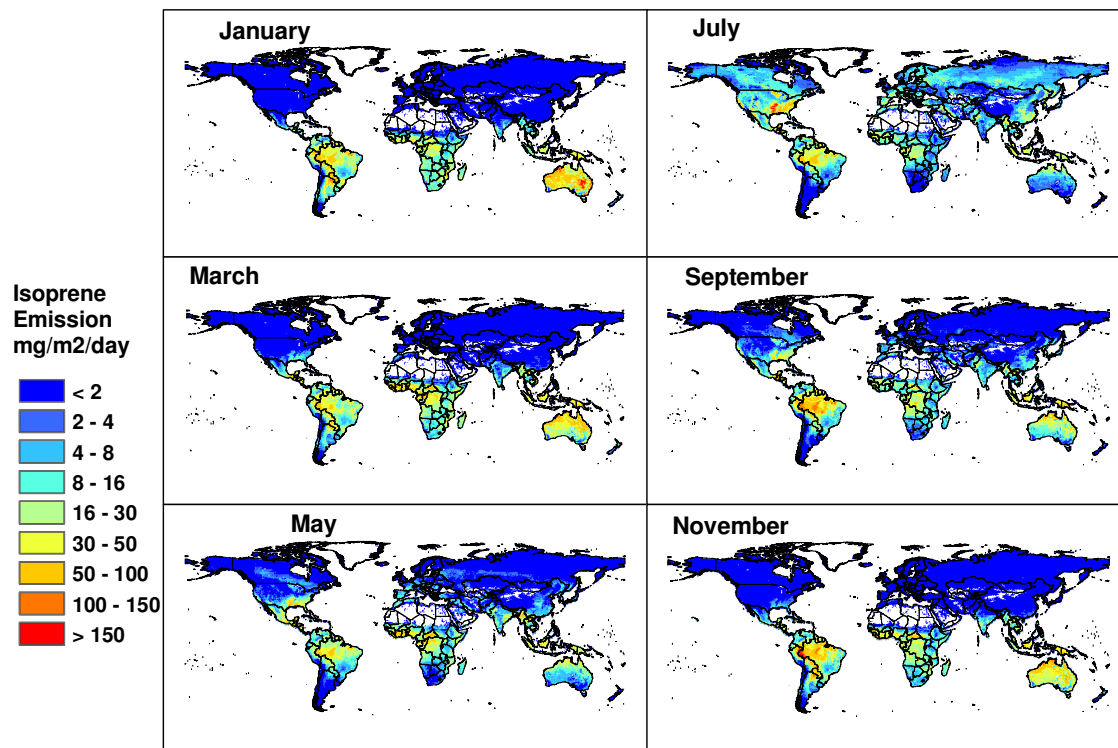 January
July
March
September
May
November
Isoprene
Emission
mg/m2/day
< 2
2 - 4
4 - 8
8 - 16
16 - 30
30 - 50
50 - 100
100 - 150
> 150